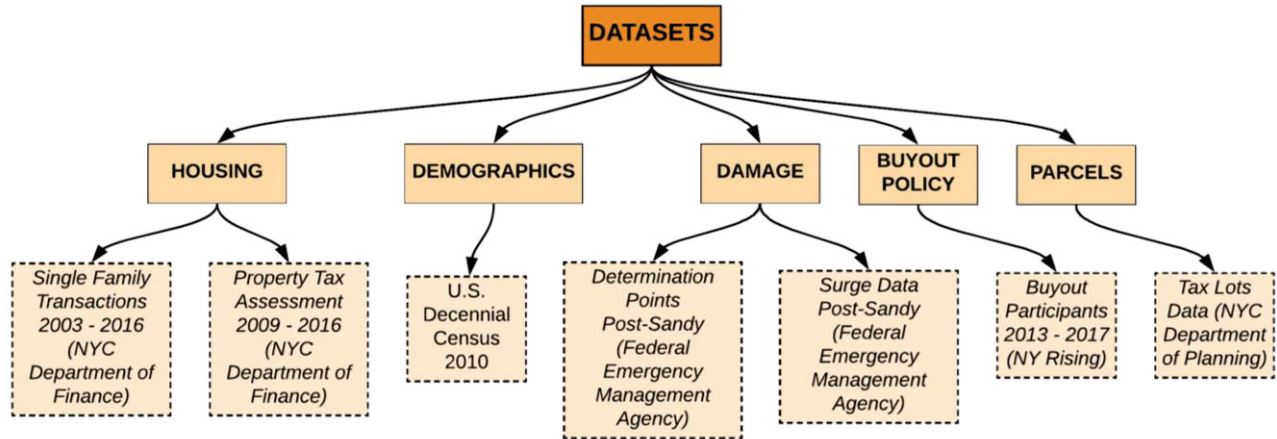 DATASETS
HOUSING
DEMOGRAPHICS
DAMAGE
BUYOUT
POLICY
PARCELS
Single Family
Transactions
2003 - 2016
(NYC
Department of
Finance)
Property Tax
Assessment
2009 - 2016
(NYC
Department of
Finance)
U.S.
Decennial
Census
2010
Determination
Points
Post-Sandy
(Federal
Emergency
Management
Agency)
Surge Data
Post-Sandy
(Federal
Emergency
Management
Agency)
Buyout
Participants
2013 - 2017
(NY Rising)
Tax Lots
Data (NYC
Department
of Planning)